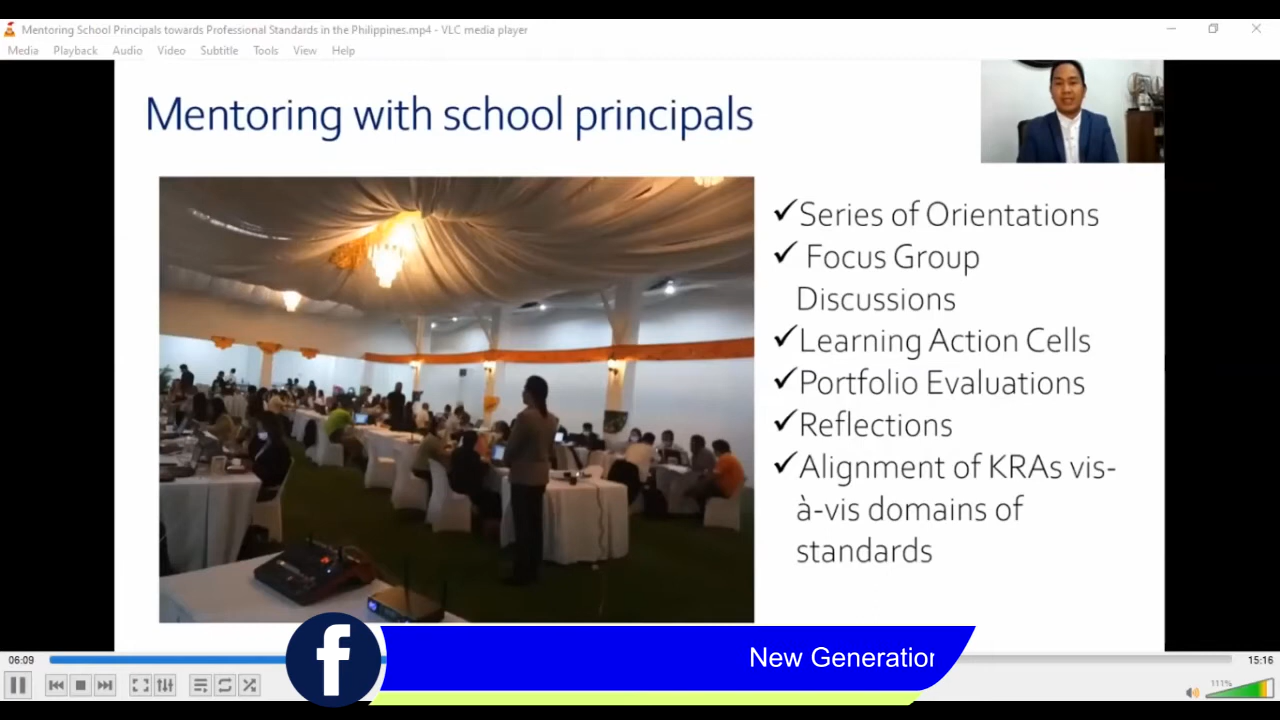 Mentoring School Principals towards Professional Standards in the Philippines.mp4 - VLC media player
Media Playback Audio Video Subtitle Tools View Help
Mentoring with school principals
✓Series of Orientations
✓ Focus Group
Discussions
✓Learning Action Cells
✓Portfolio Evaluations
✓Reflections
✓Alignment of KRAs vis-
à-vis domains of
standards
06:09
15:16
f
New Generation
111%